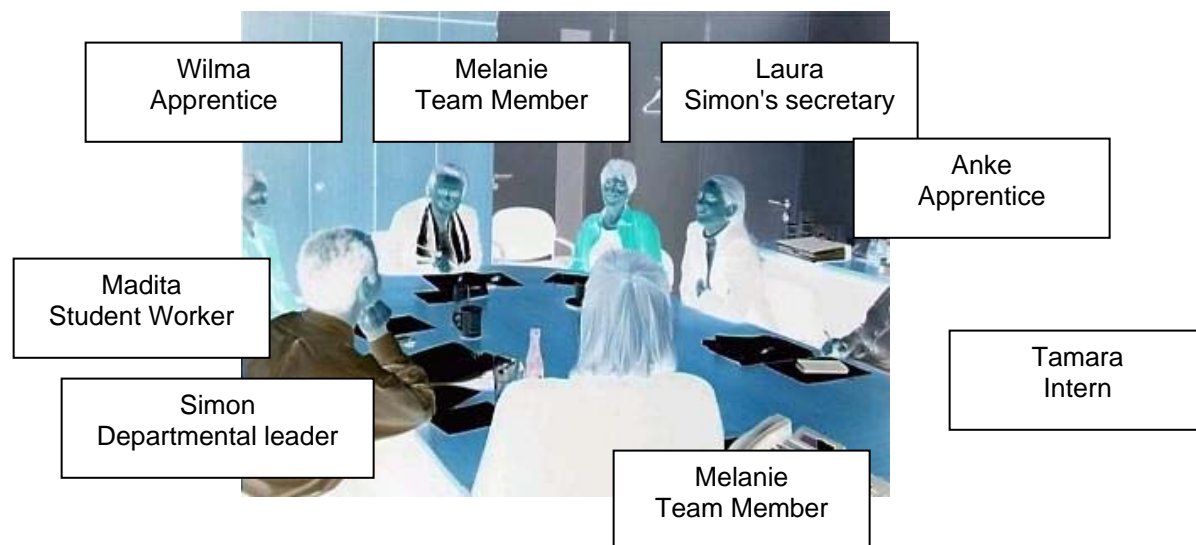 Wilma
Apprentice
Melanie
Team Member
Laura
Simon's secretary
Anke
Apprentice
Madita
Student Worker
Tamara
Intern
Simon
Departmental leader
Melanie
Team Member